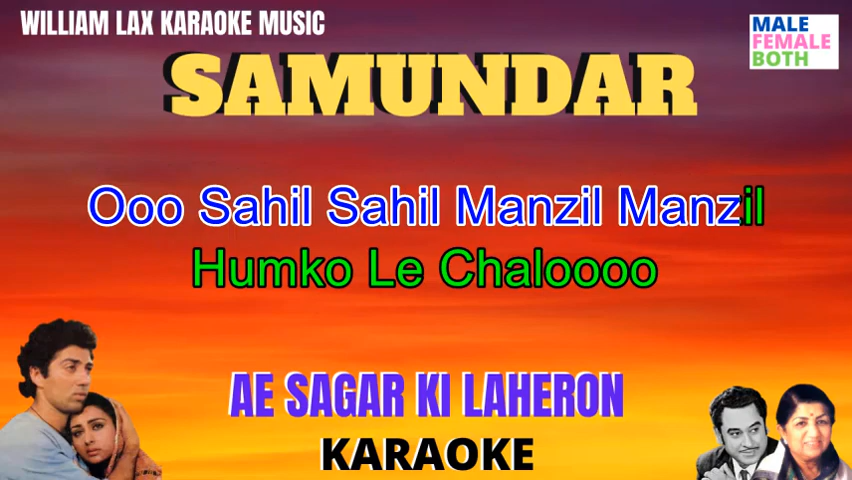 WILLIAM LAX KARAOKE MUSIC
MALE
FEMALE
BOTH
SAMUNDAR
Ooo Sahil Sahil Manzil Manzil
Humko Le Chaloooo
AE SAGAR KI LAHERON
KARAOKE